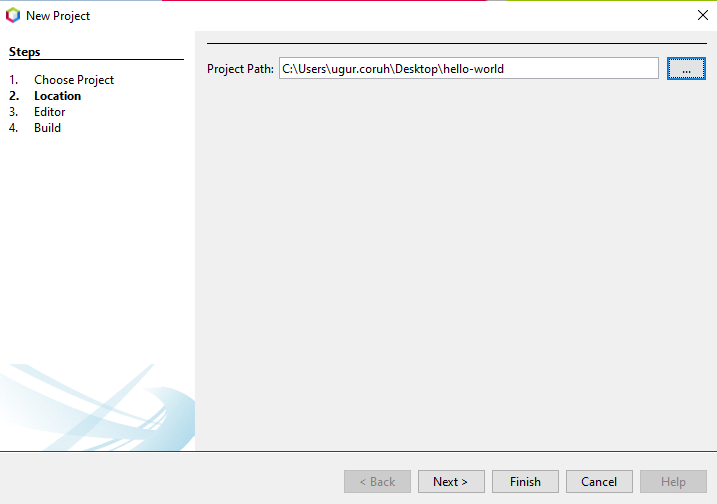 New Project
Steps
1. Choose Project
2. Location
3. Editor
4. Build
Project Path: C:\Users\ugur.coruh\Desktop\hello-world ...
< Back Next > Finish Cancel Help